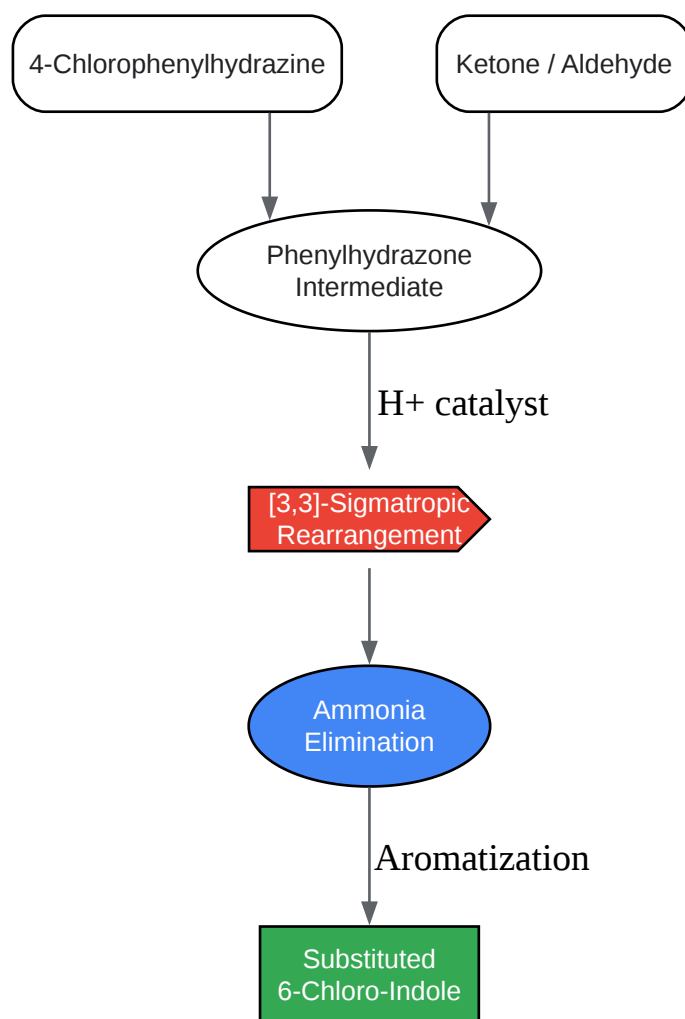 4-Chlorophenylhydrazine
Ketone / Aldehyde
Phenylhydrazone
Intermediate
H+ catalyst
[3,3]-Sigmatropic
Rearrangement
Ammonia
Elimination
Aromatization
Substituted
6-Chloro-Indole